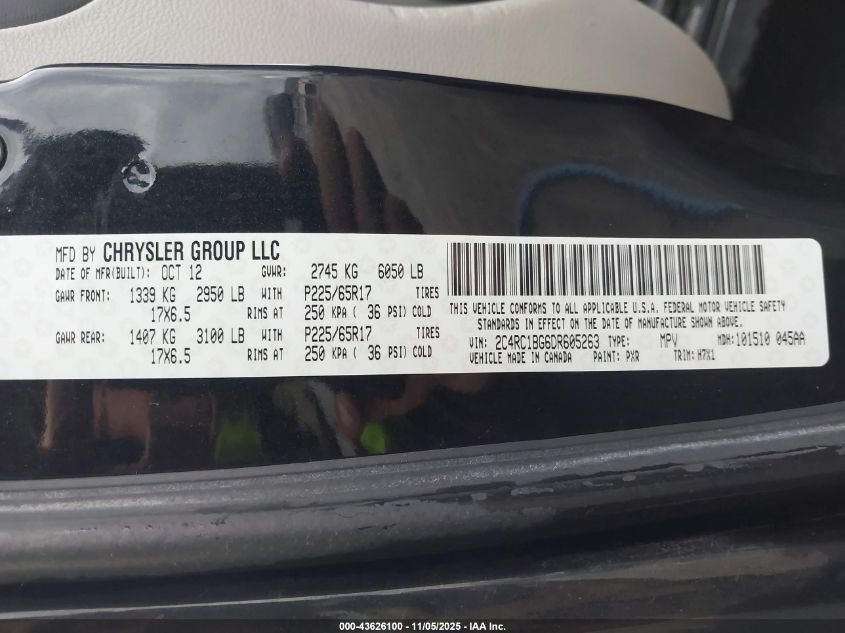 MFD BY CHRYSLER GROUP LLC
DATE OF MFR(BUILT): OCT 12 GVWR: 2745 KG 6050 LB
GAWR FRONT: 1339 KG 2950 LB WITH P225/65R17 TIRES
17X6.5 RIMS AT 250 KPA ( 36 PSI) COLD
GAWR REAR: 1407 KG 3100 LB WITH P225/65R17 TIRES
17X6.5 RIMS AT 250 KPA ( 36 PSI) COLD
THIS VEHICLE CONFORMS TO ALL APPLICABLE U.S.A. FEDERAL MOTOR VEHICLE SAFETY
STANDARDS IN EFFECT ON THE DATE OF MANUFACTURE SHOWN ABOVE.
VIN: 2C4RC1BG6DR605263 TYPE: MPV MDH: 101510 045AA
VEHICLE MADE IN CANADA PAINT: PXR TRIM: H7X1
000-43626100 - 11/05/2025 - IAA Inc.